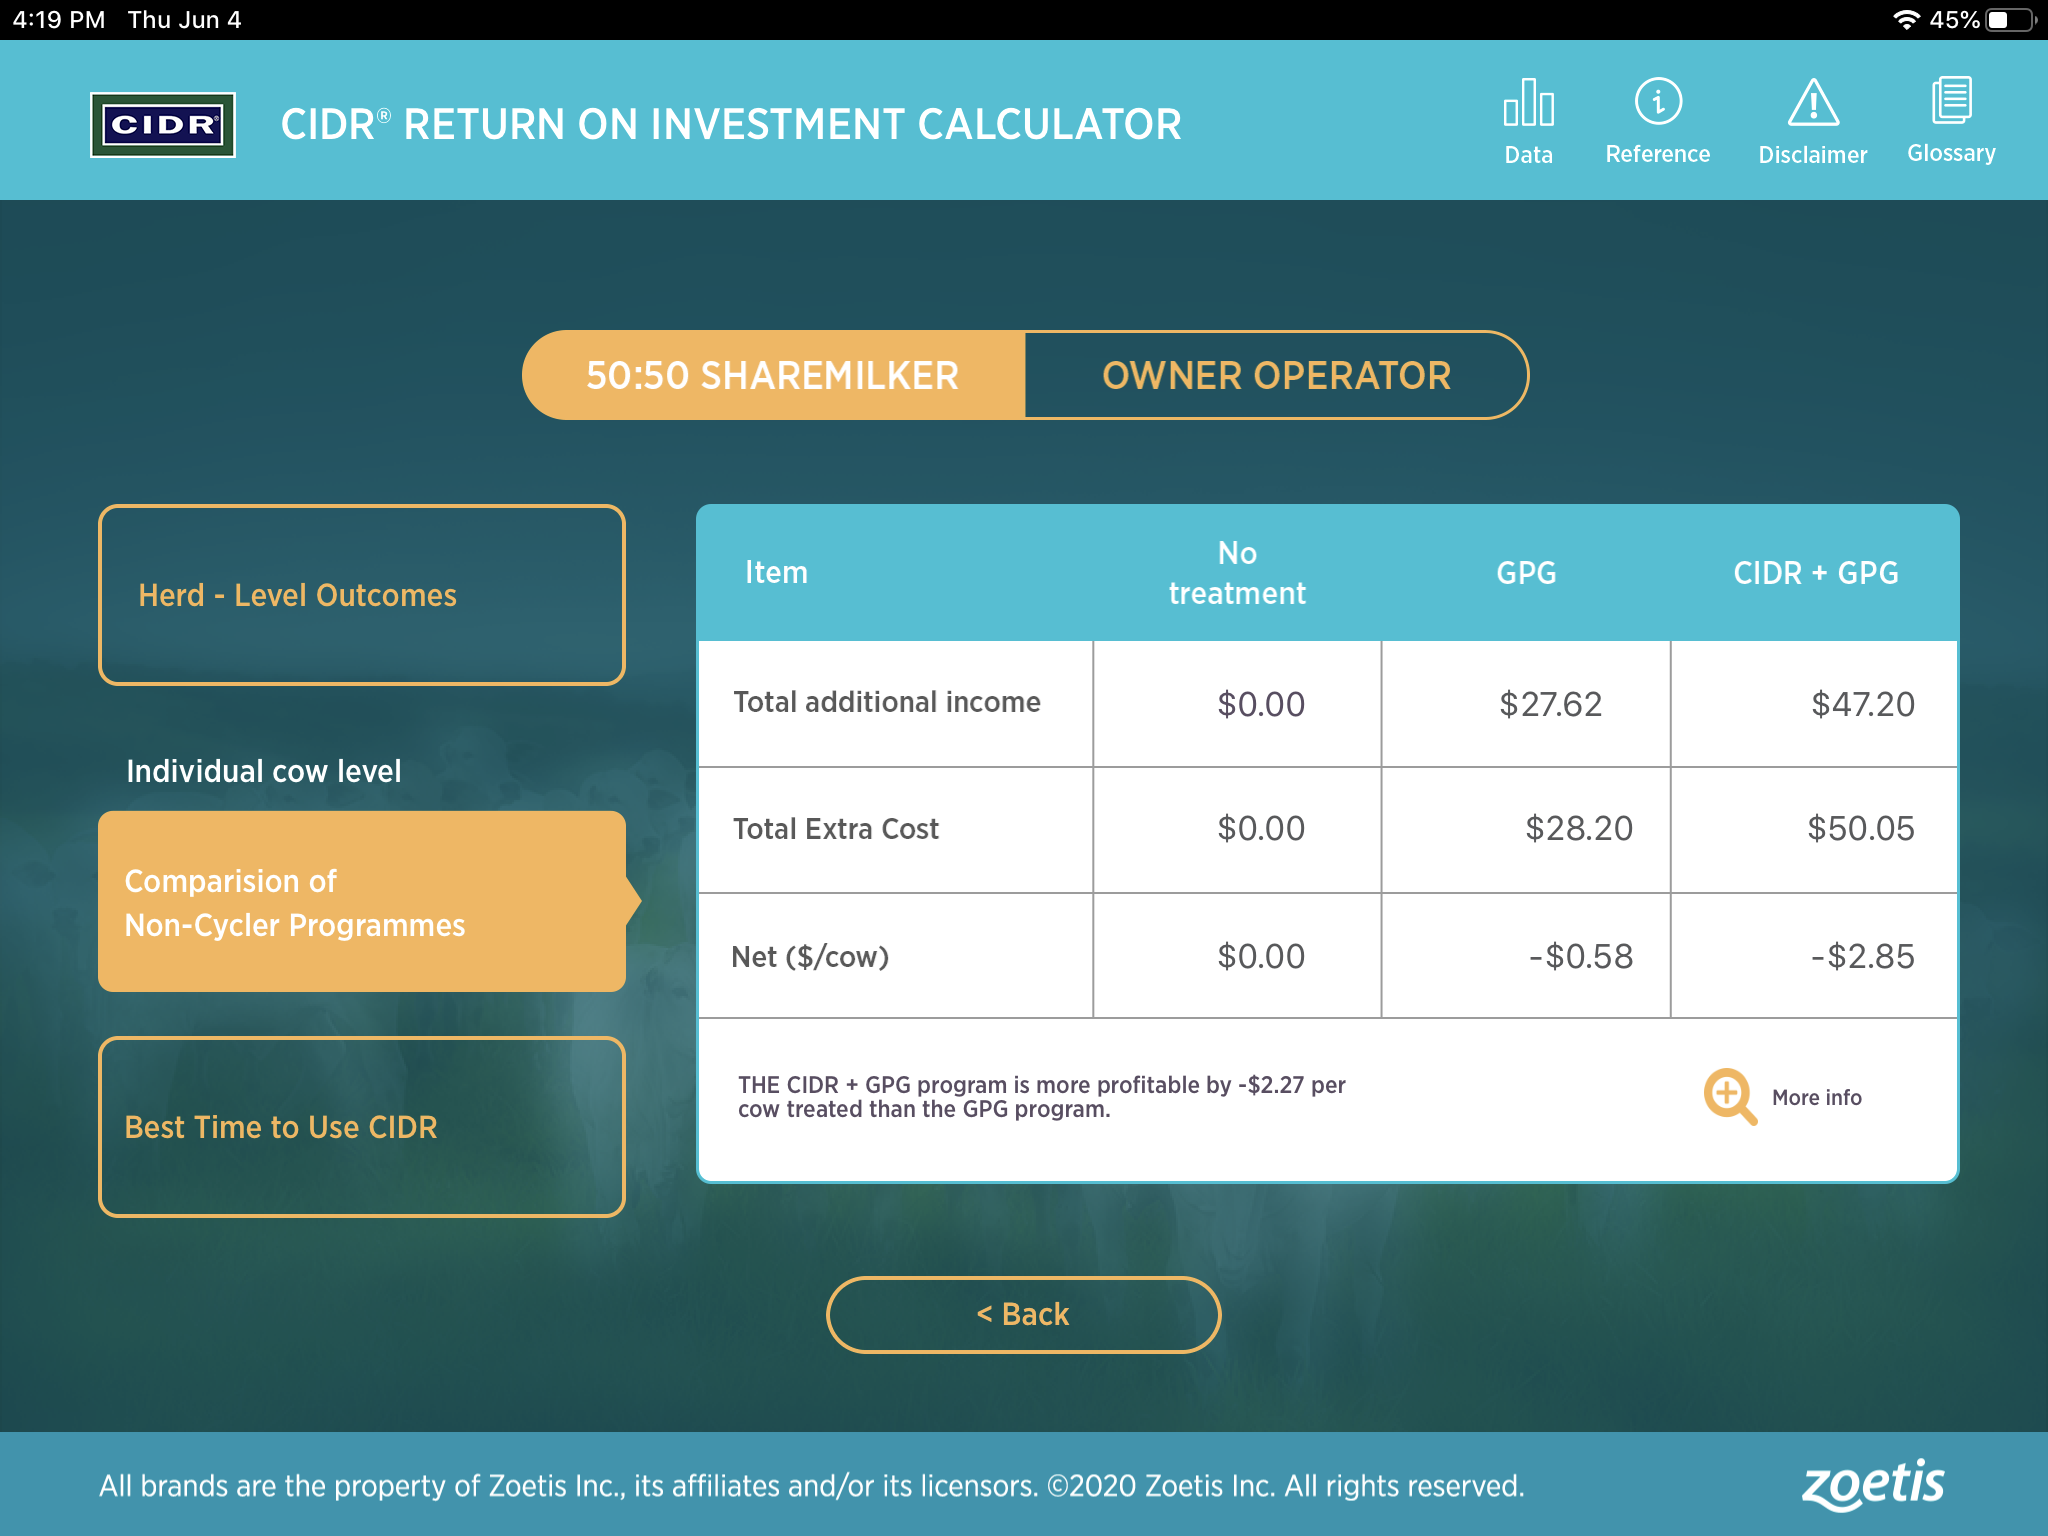 4:19 PM Thu Jun 4
45%
CIDR®
CIDR® RETURN ON INVESTMENT CALCULATOR
Data
Reference
Disclaimer
Glossary
50:50 SHAREMILKER
OWNER OPERATOR
Herd - Level Outcomes
Individual cow level
Comparision of
Non-Cycler Programmes
Best Time to Use CIDR
Item
No
treatment
GPG
CIDR + GPG
Total additional income
$0.00
$27.62
$47.20
Total Extra Cost
$0.00
$28.20
$50.05
Net ($/cow)
$0.00
-$0.58
-$2.85
THE CIDR + GPG program is more profitable by -$2.27 per
cow treated than the GPG program.
More info
< Back
All brands are the property of Zoetis Inc., its affiliates and/or its licensors. ©2020 Zoetis Inc. All rights reserved.
zoetis